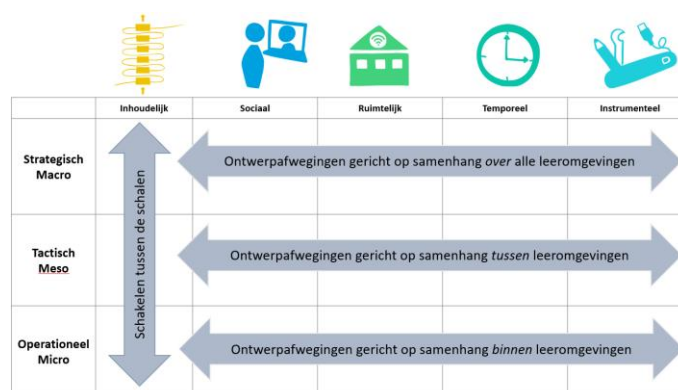 Inhoudelijk Sociaal Ruimtelijk Temporeel Instrumenteel
Strategisch
Macro
Ontwerpafwegingen gericht op samenhang over alle leeromgevingen
Schakelen tussen de schalen
Tactisch
Meso
Ontwerpafwegingen gericht op samenhang tussen leeromgevingen
Operationeel
Micro
Ontwerpafwegingen gericht op samenhang binnen leeromgevingen